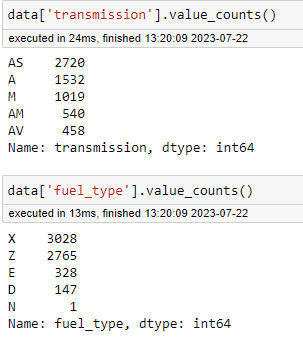 data['transmission'].value_counts()
executed in 24ms, finished 13:20:09 2023-07-22
AS 2720
A 1532
M 1019
AM 540
AV 458
Name: transmission, dtype: int64
data['fuel_type'].value_counts()
executed in 13ms, finished 13:20:09 2023-07-22
X 3028
Z 2765
E 328
D 147
N 1
Name: fuel_type, dtype: int64